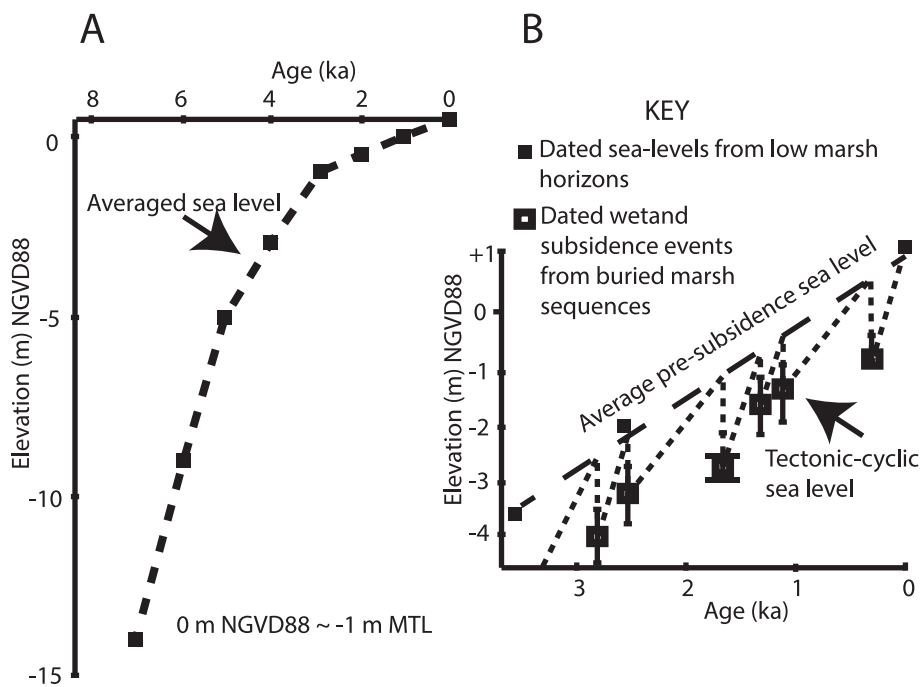 A
Age (ka)
8 6 4 2 0
0
-5
-10
-15
Elevation (m) NGVD88
Averaged sea level
0 m NGVD88 ~ -1 m MTL
B
KEY
Dated sea-levels from low marsh
horizons
Dated wetand
subsidence events
from buried marsh
sequences
+1
0
-1
-2
-3
-4
Elevation (m) NGVD88
Average pre-subsidence sea level
Tectonic-cyclic
sea level
3 2 1 0
Age (ka)